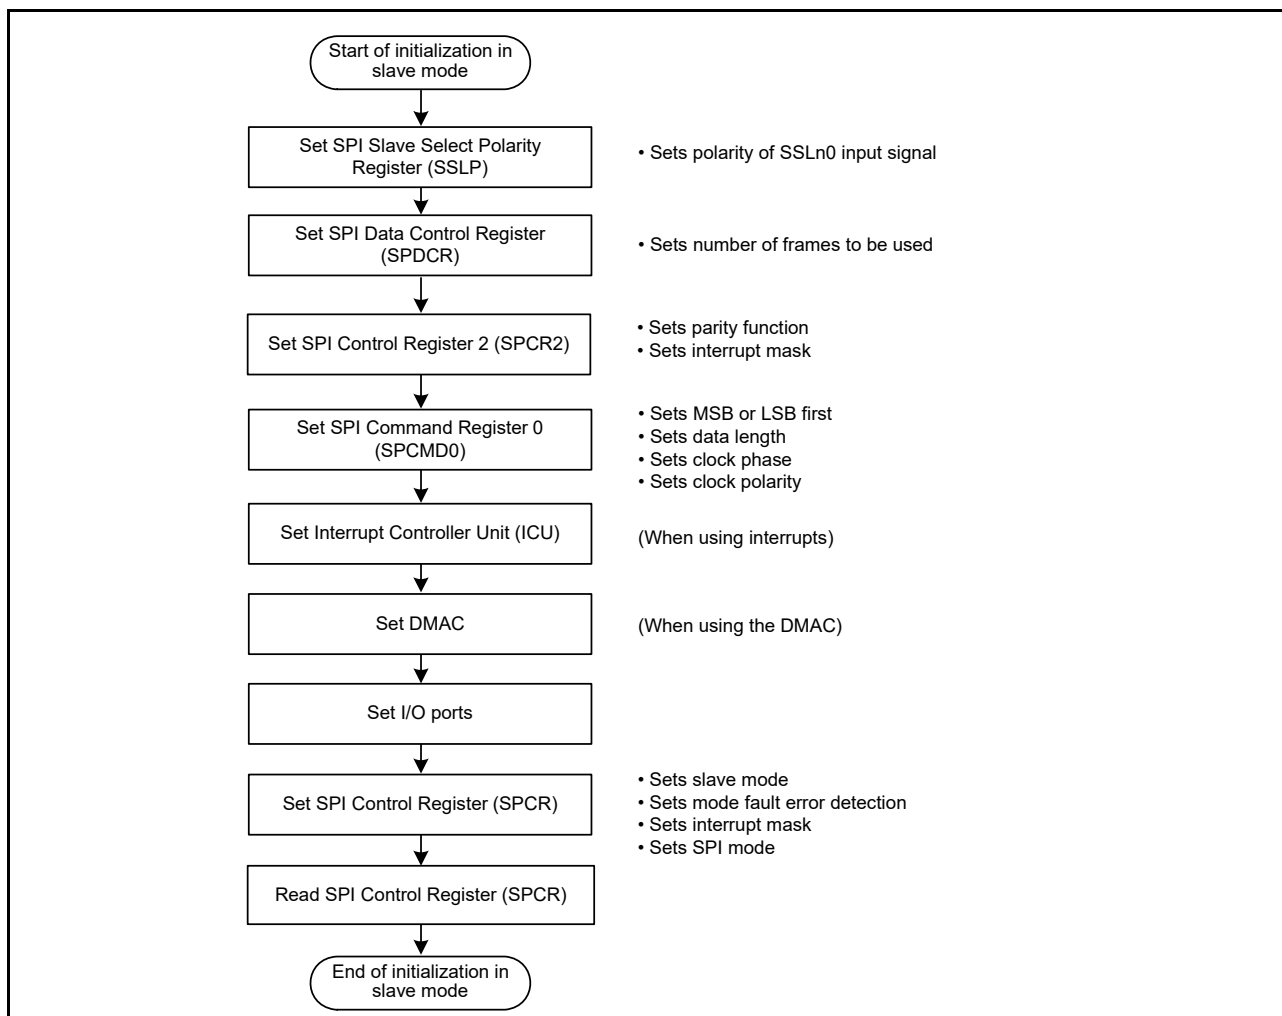 Start of initialization in
slave mode
Set SPI Slave Select Polarity
Register (SSLP)
• Sets polarity of SSLn0 input signal
Set SPI Data Control Register
(SPDCR)
• Sets number of frames to be used
Set SPI Control Register 2 (SPCR2)
• Sets parity function
• Sets interrupt mask
Set SPI Command Register 0
(SPCMD0)
• Sets MSB or LSB first
• Sets data length
• Sets clock phase
• Sets clock polarity
Set Interrupt Controller Unit (ICU)
(When using interrupts)
Set DMAC
(When using the DMAC)
Set I/O ports
Set SPI Control Register (SPCR)
• Sets slave mode
• Sets mode fault error detection
• Sets interrupt mask
• Sets SPI mode
Read SPI Control Register (SPCR)
End of initialization in
slave mode